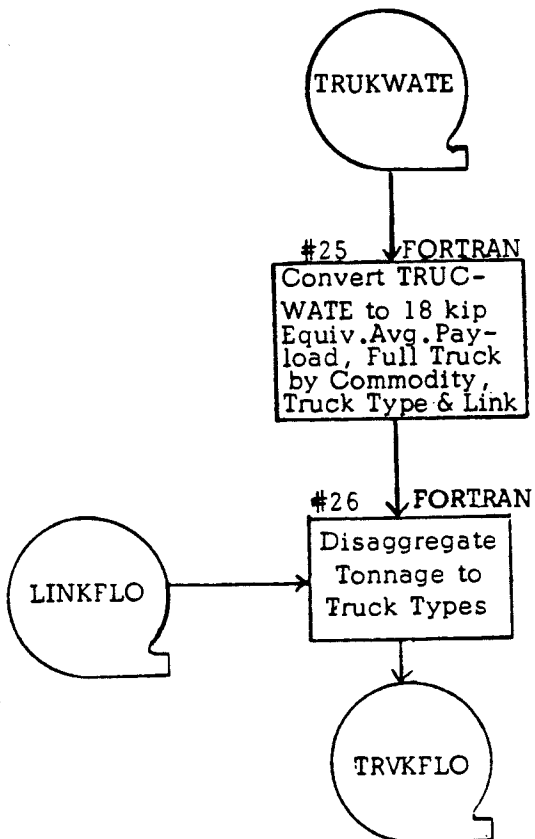 TRUKWATE
#25 FORTRAN
Convert TRUC-
WATE to 18 kip
Equiv.Avg.Pay-
load, Full Truck
by Commodity,
Truck Type & Link
#26 FORTRAN
Disaggregate
Tonnage to
Truck Types
LINKFLO
TRVKFLO